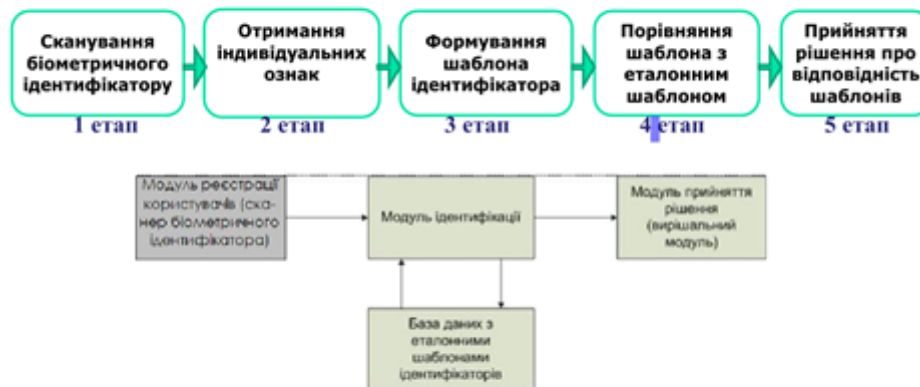 Сканування
біометричного
ідентифікатору
Отримання
індивідуальних
ознак
Формування
шаблона
ідентифікатора
Порівняння
шаблона з
еталонним
шаблоном
Прийняття
рішення про
відповідність
шаблонів
1 етап
2 етап
3 етап
4 етап
5 етап
Модуль реєстрації
користувачів (ска-
нер біометричного
ідентифікатора)
Модуль ідентифікації
Модуль прийняття
рішення
(вирішальний
модуль)
База даних з
еталонними
шаблонами
ідентифікаторів